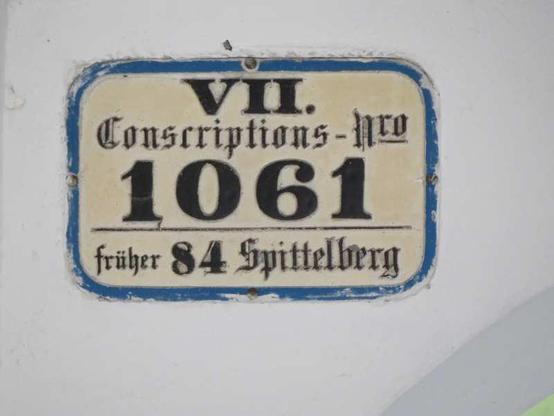 VII.
Conscriptions-Nro
1061
früher 84 Spittelberg